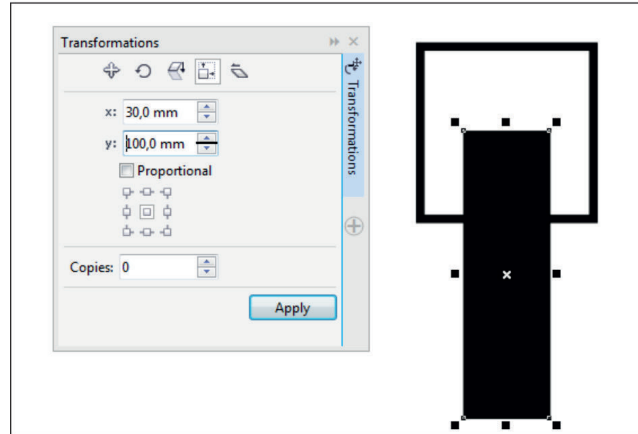 Transformations
x: 30,0 mm
y: 100,0 mm
Proportional
Copies: 0
Apply
Transformations